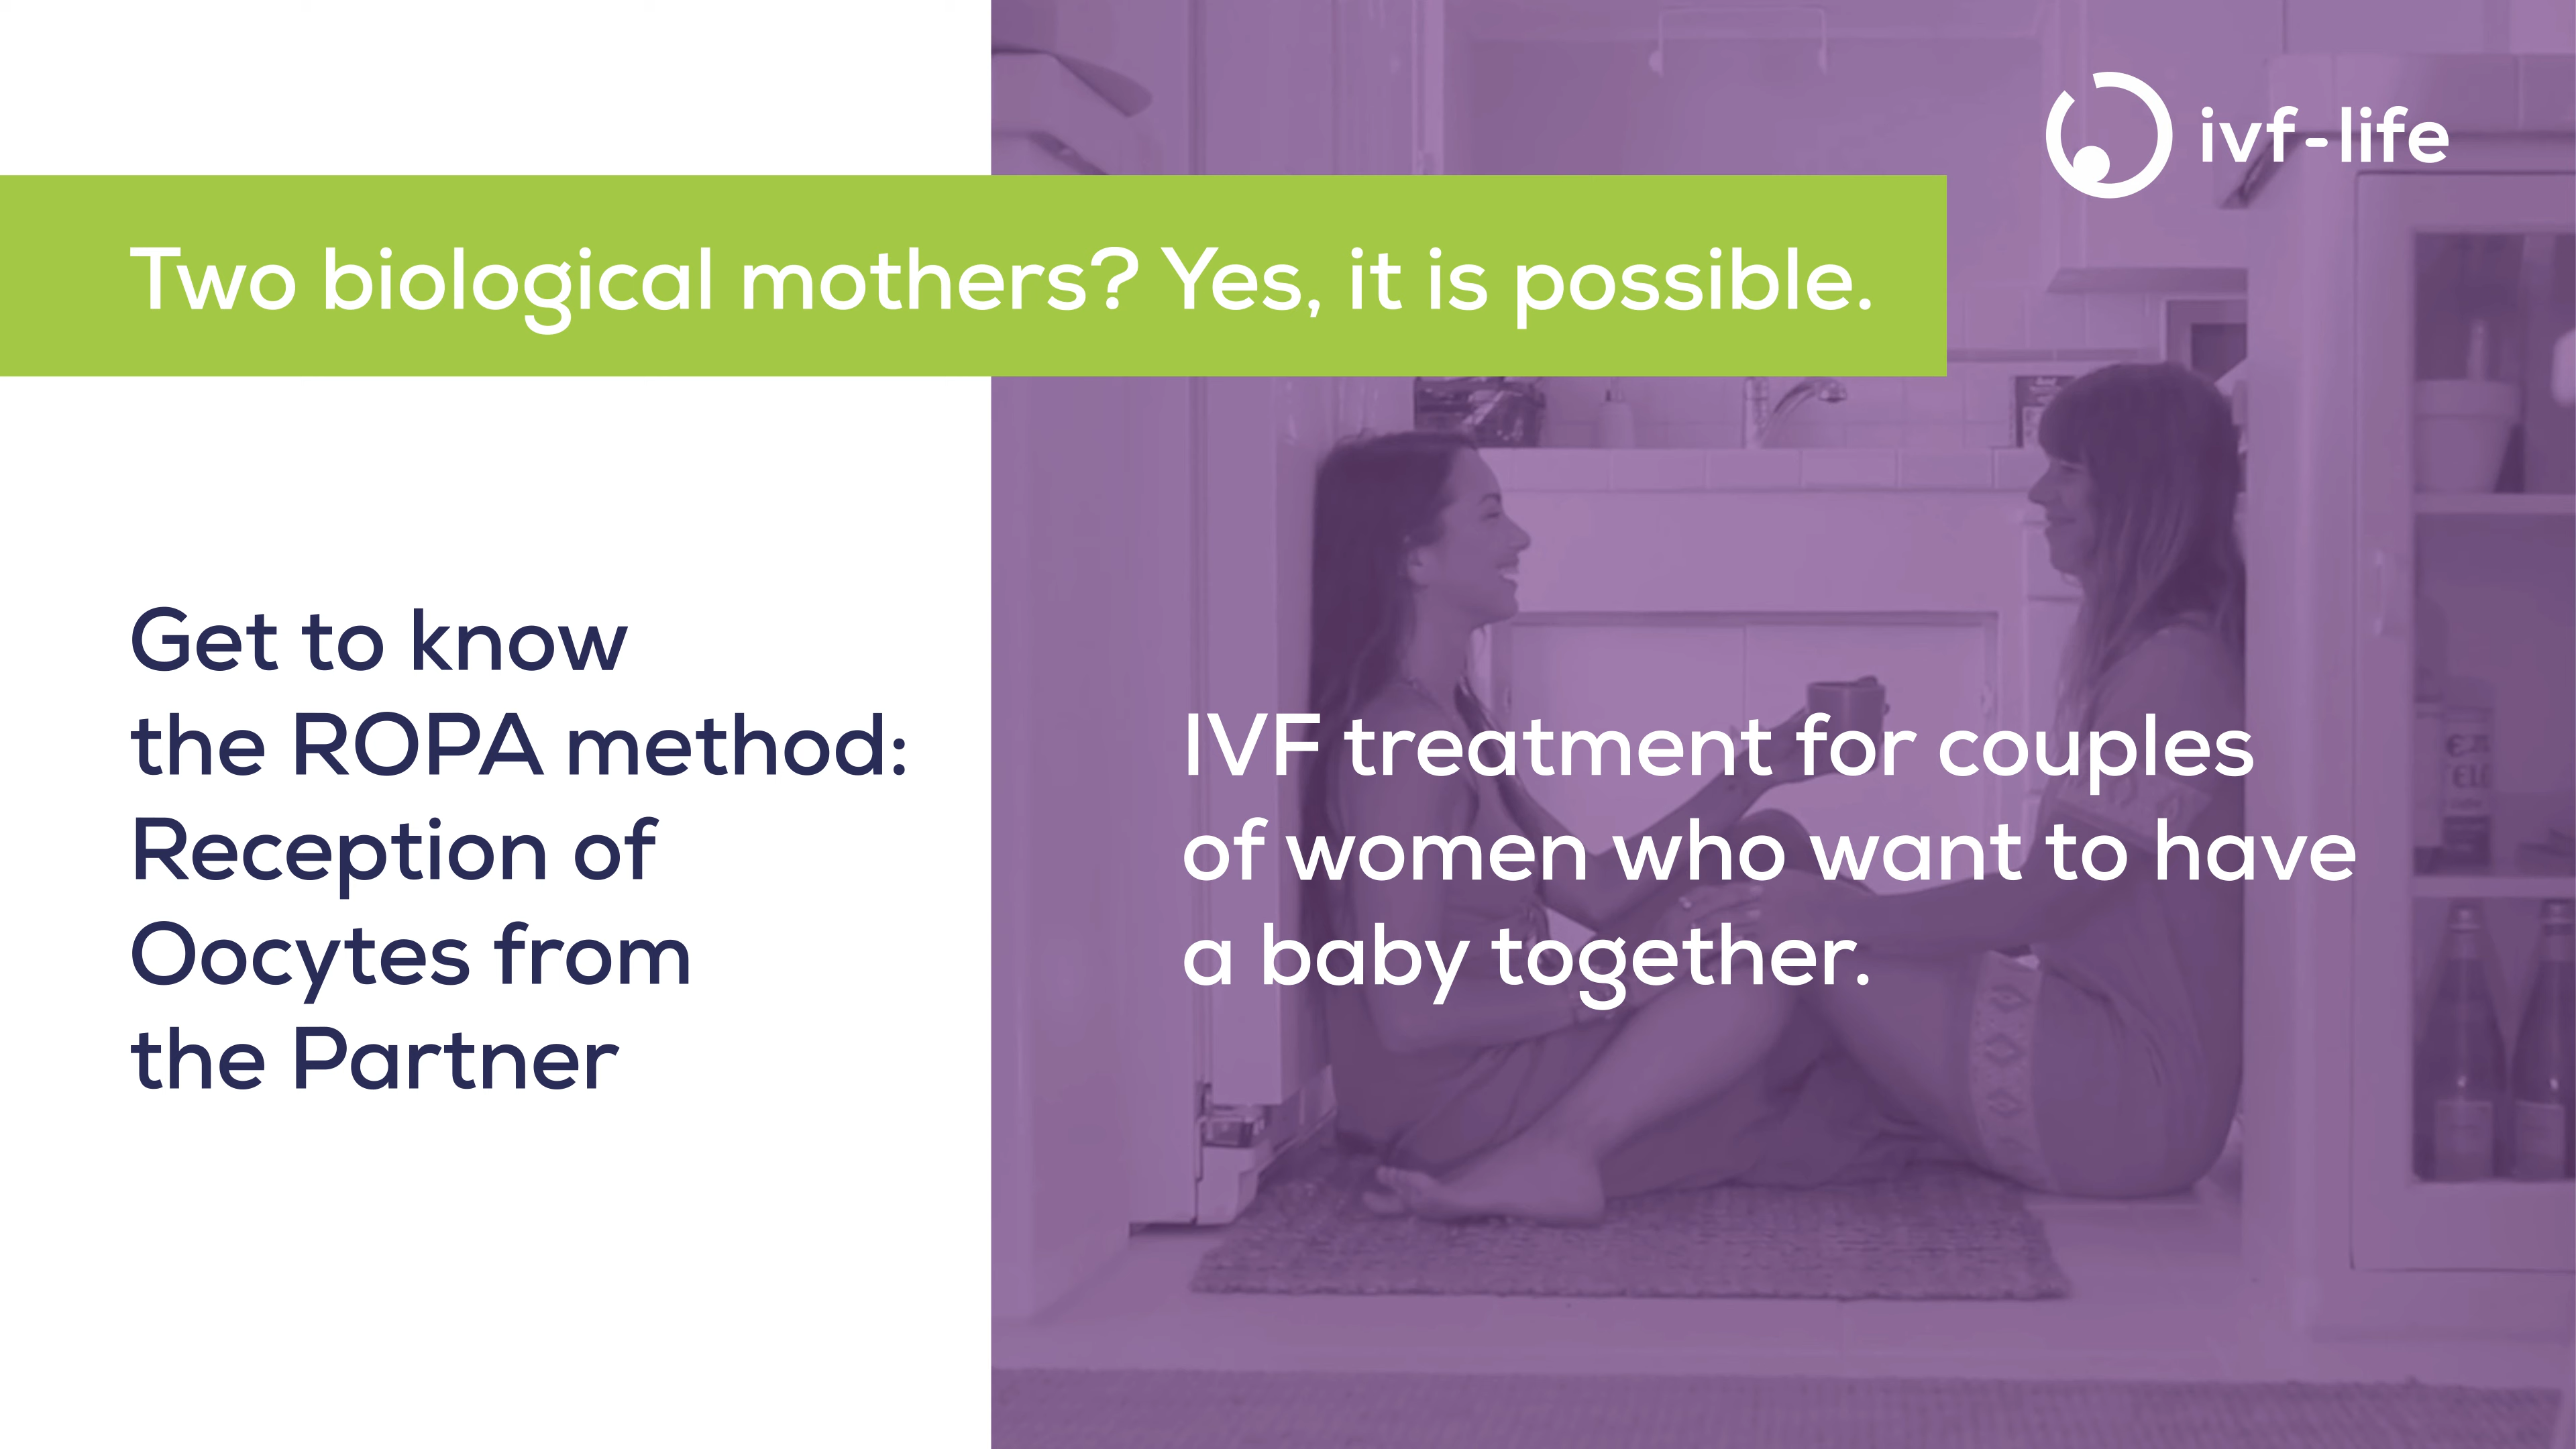 ivf-life
Two biological mothers? Yes, it is possible.
Get to know
the ROPA method:
Reception of
Oocytes from
the Partner
IVF treatment for couples
of women who want to have
a baby together.